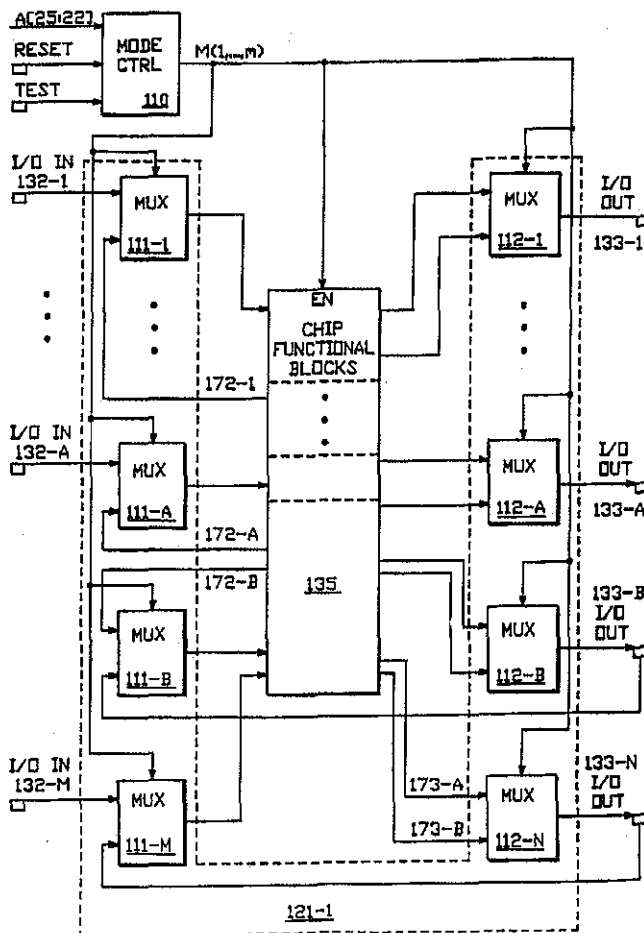 A[25:22]
MODE
CTRL
110
M(1,...,m)
RESET
TEST
I/O IN
132-1
MUX
111-1
MUX
112-1
I/O
OUT
133-1
EN
CHIP
FUNCTIONAL
BLOCKS
172-1
I/O IN
132-A
MUX
111-A
172-A
MUX
112-A
I/O
OUT
133-A
172-B
135
MUX
111-B
MUX
112-B
133-B
I/O
OUT
I/O IN
132-M
MUX
111-M
173-A
173-B
MUX
112-N
133-N
I/O
OUT
121-1